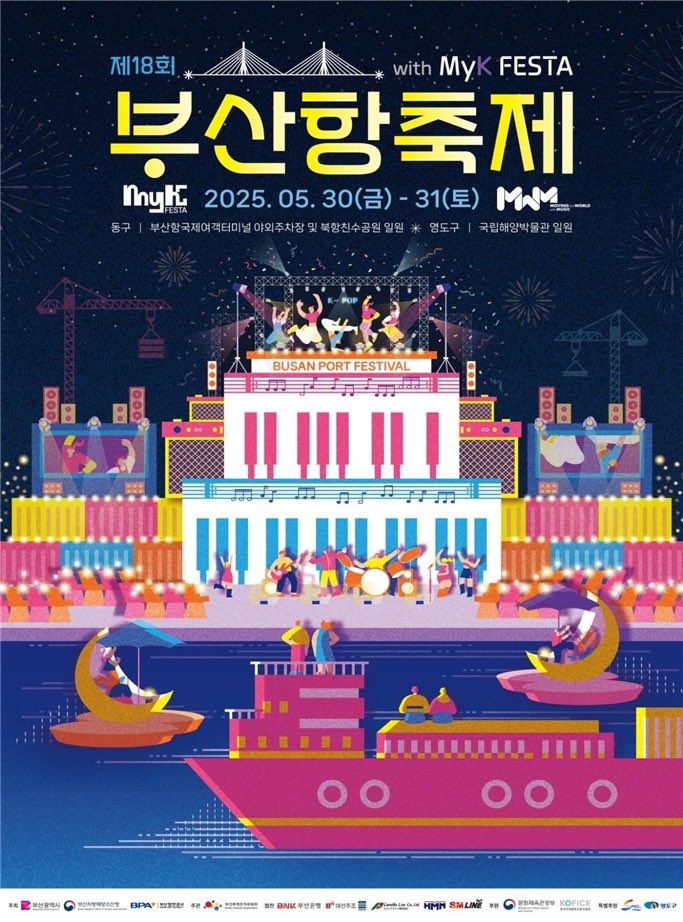 제18회 with MyK FESTA
부산항축제
myK FESTA 2025. 05. 30(금) - 31(토) MWM MOVING the WORLD with MUSIC
동구 | 부산항국제여객터미널 야외주차장 및 북항친수공원 일원 ✳ 영도구 | 국립해양박물관 일원
K-POP
BUSAN PORT FESTIVAL
주최 부산광역시 부산지방해양수산청 BPA 부산항만공사 주관 부산축제조직위원회 협찬 BNK 부산은행 대선주조 Camellia Line Co. Ltd. HMM SM LINE 후원 문화체육관광부 KOFICE 특별후원 영도구